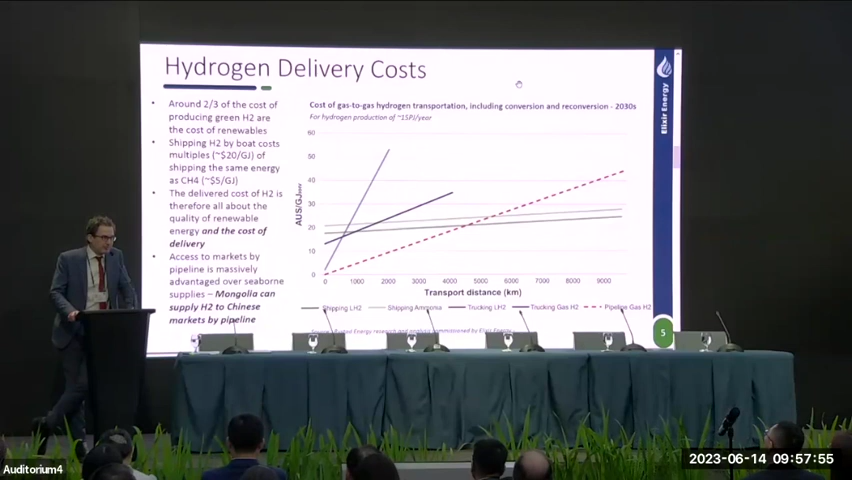 Hydrogen Delivery Costs
Elixir Energy
• Around 2/3 of the cost of
producing green H2 are
the cost of renewables
• Shipping H2 by boat costs
multiples (~$20/GJ) of
shipping the same energy
as CH4 (~$5/GJ)
• The delivered cost of H2 is
therefore all about the
quality of renewable
energy and the cost of
delivery
• Access to markets by
pipeline is massively
advantaged over seaborne
supplies – Mongolia can
supply H2 to Chinese
markets by pipeline
Cost of gas-to-gas hydrogen transportation, including conversion and reconversion - 2030s
For hydrogen production of ~15PJ/year
60
50
40
30
20
10
0
0 1000 2000 3000 4000 5000 6000 7000 8000 9000
Transport distance (km)
Shipping LH2 Shipping Ammonia Trucking LH2 Trucking Gas H2 Pipeline Gas H2
5
Auditorium4
2023-06-14 09:57:55